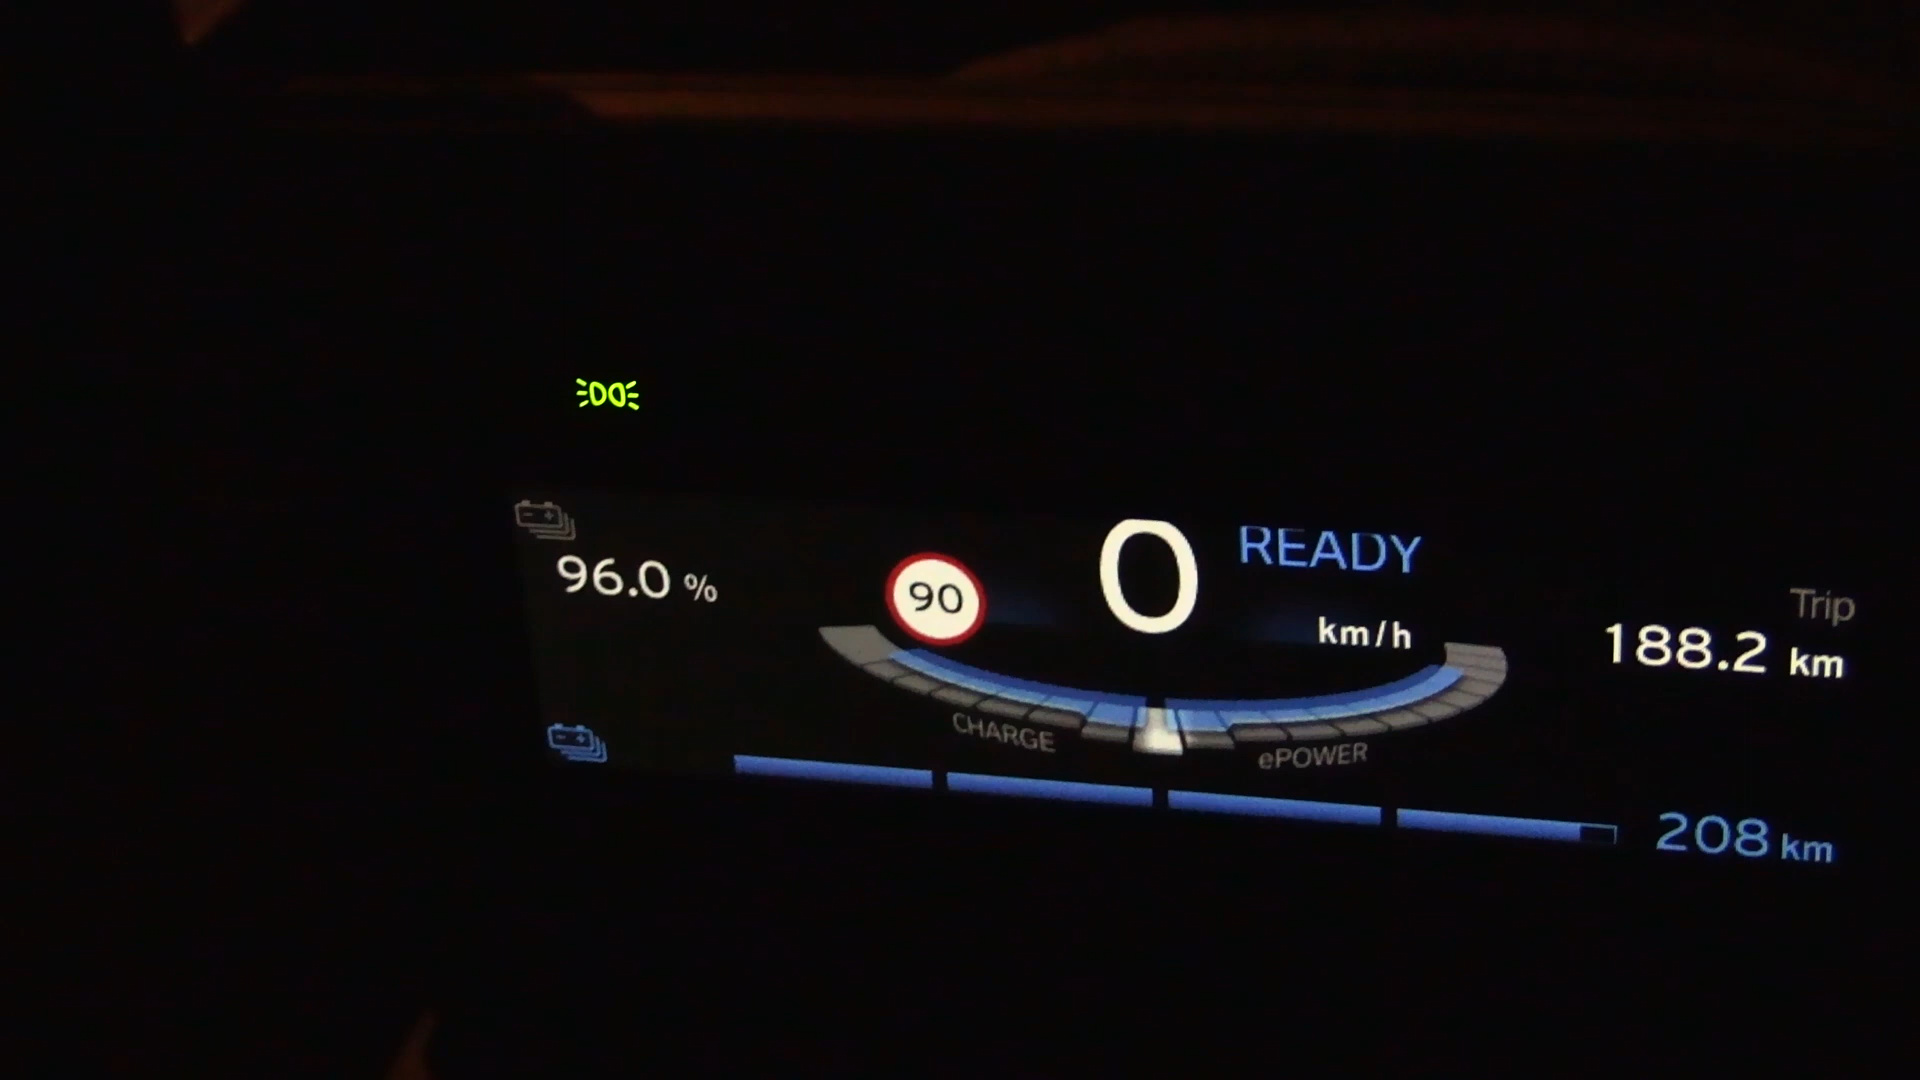 96.0 %
90
0
READY
km/h
Trip
188.2 km
CHARGE
ePOWER
208 km